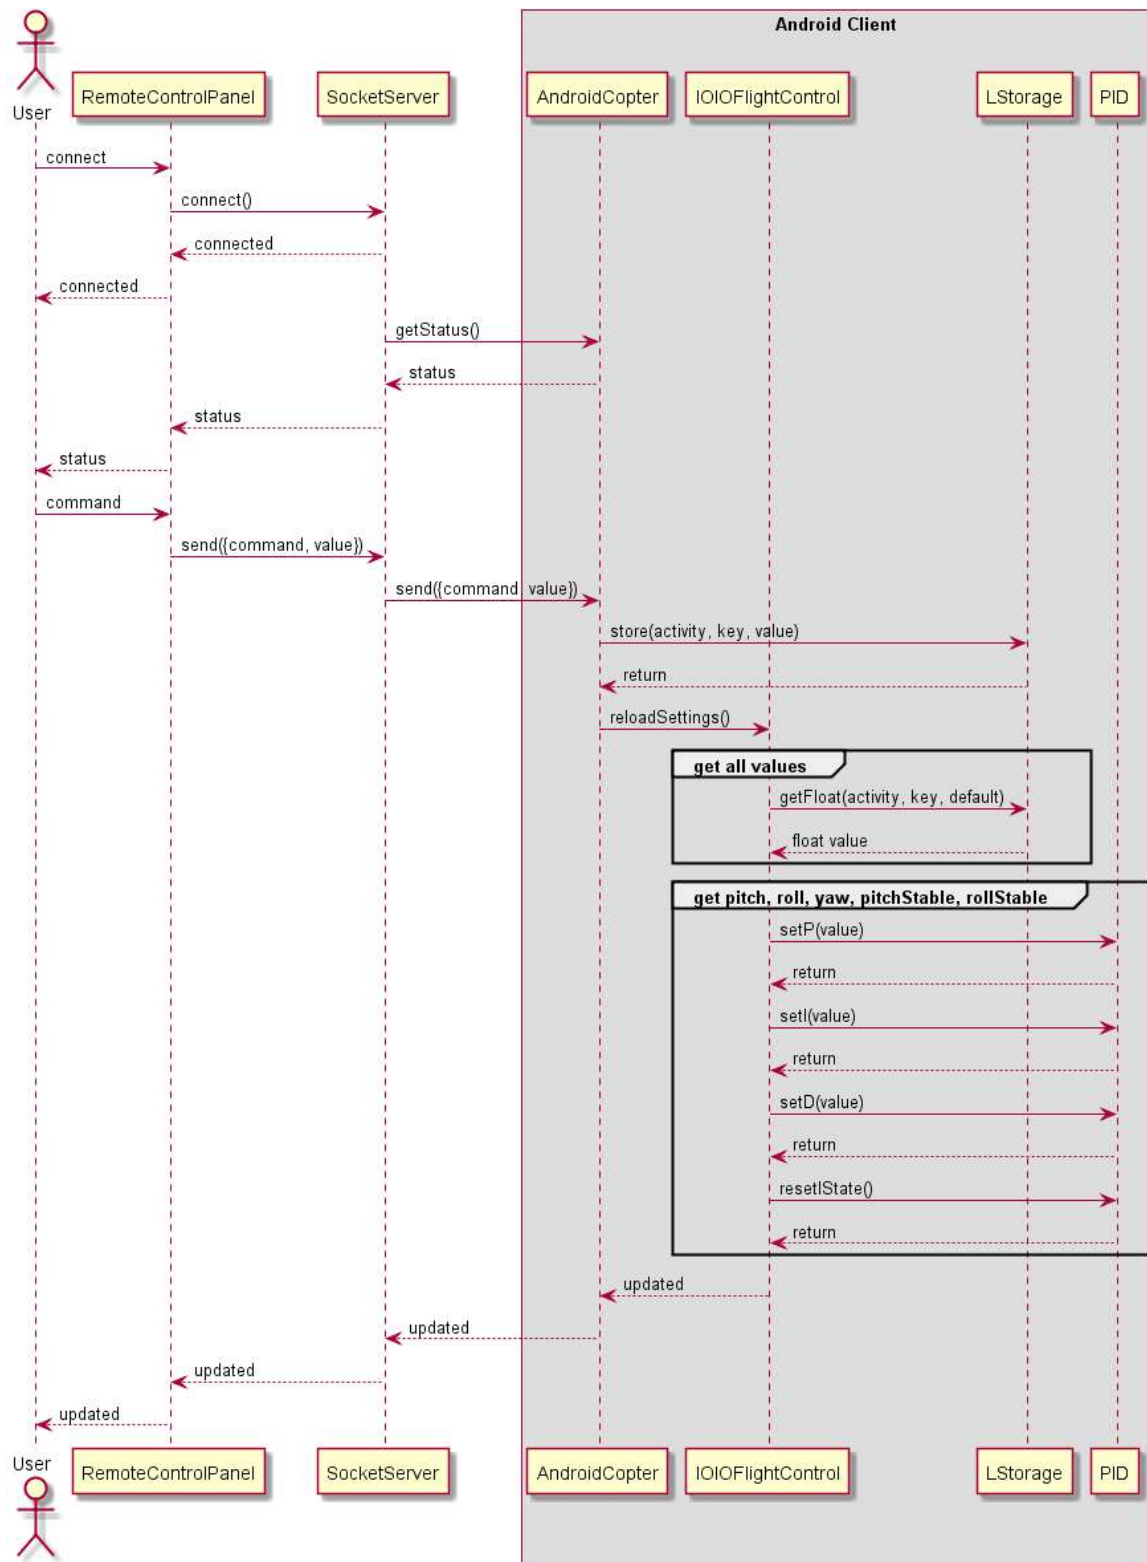 Android Client
User
RemoteControlPanel
SocketServer
AndroidCopter
IOIOFlightControl
LStorage
PID
connect
connect()
connected
connected
getStatus()
status
status
status
command
send({command, value})
send({command, value})
store(activity, key, value)
return
reloadSettings()
get all values
getFloat(activity, key, default)
float value
get pitch, roll, yaw, pitchStable, rollStable
setP(value)
return
setI(value)
return
setD(value)
return
resetIState()
return
updated
updated
updated
updated
User
RemoteControlPanel
SocketServer
AndroidCopter
IOIOFlightControl
LStorage
PID